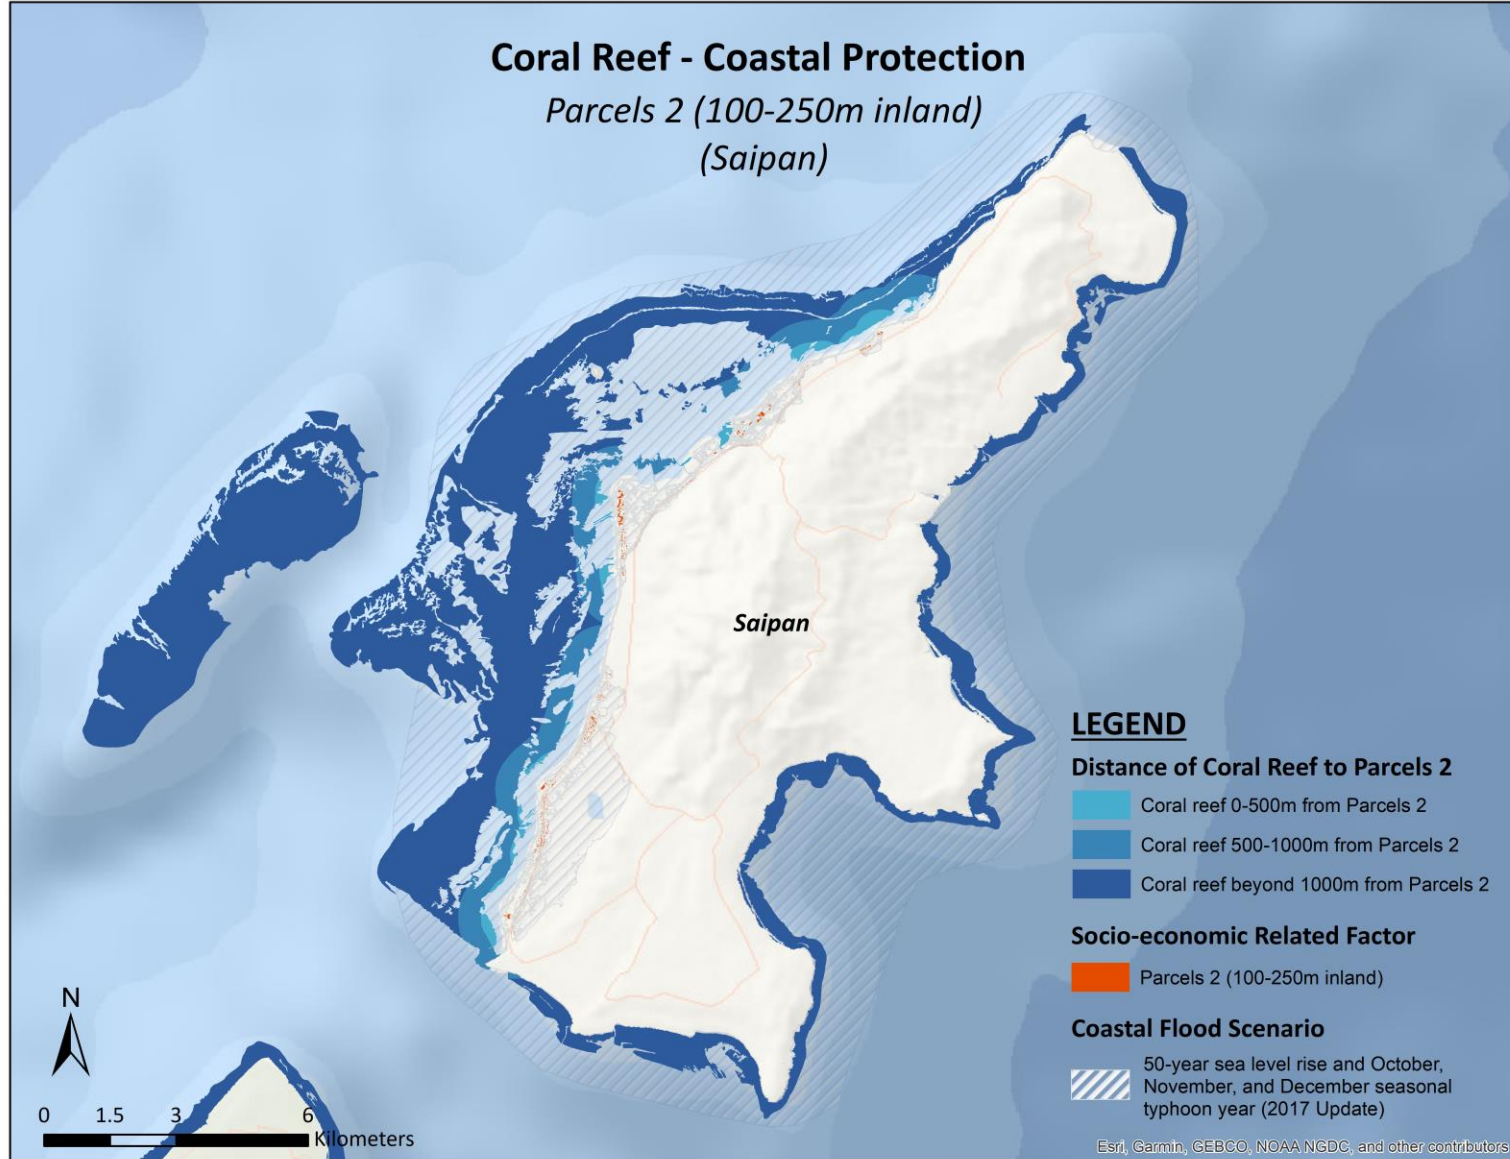 Coral Reef - Coastal Protection
Parcels 2 (100-250m inland)
(Saipan)
Saipan
LEGEND
Distance of Coral Reef to Parcels 2
Coral reef 0-500m from Parcels 2
Coral reef 500-1000m from Parcels 2
Coral reef beyond 1000m from Parcels 2
Socio-economic Related Factor
Parcels 2 (100-250m inland)
Coastal Flood Scenario
50-year sea level rise and October,
November, and December seasonal
typhoon year (2017 Update)
N
0 1.5 3 6
Kilometers
Esri, Garmin, GEBCO, NOAA NGDC, and other contributors